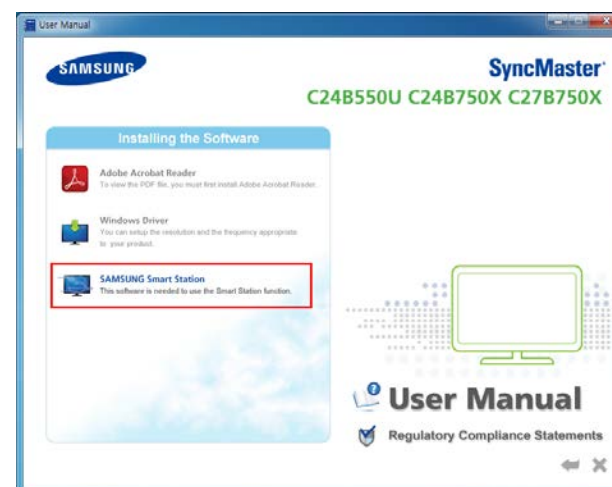 User Manual
SAMSUNG
SyncMaster
C24B550U C24B750X C27B750X
Installing the Software
Adobe Acrobat Reader
To view the PDF file, you must first install Adobe Acrobat Reader.
Windows Driver
You can setup the resolution and the frequency appropriate
to your product.
SAMSUNG Smart Station
This software is needed to use the Smart Station function.
User Manual
Regulatory Compliance Statements